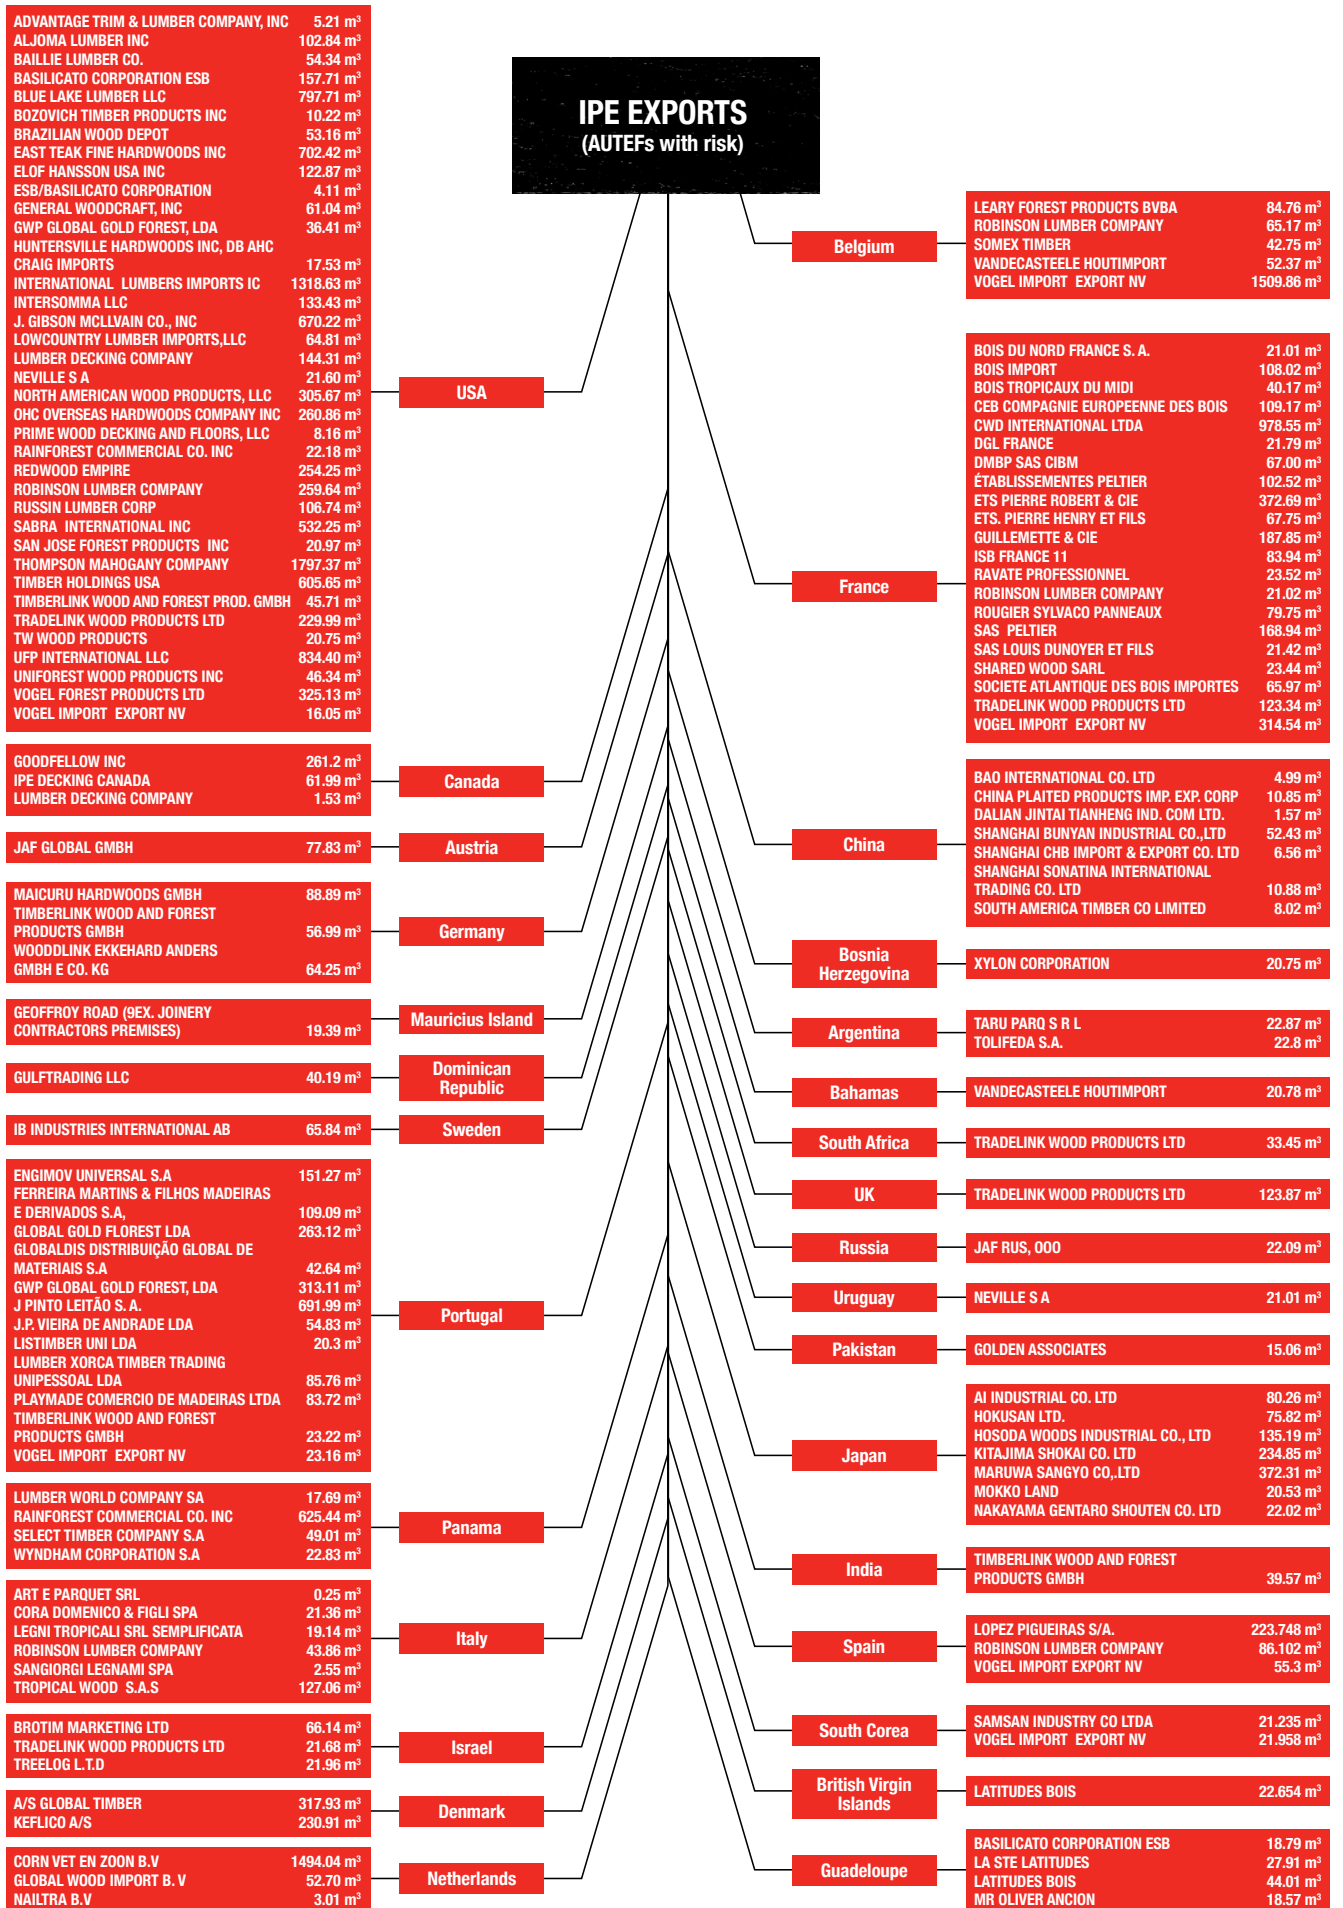 IPE EXPORTS
(AUTEFs with risk)
ADVANTAGE TRIM & LUMBER COMPANY, INC 5.21 m³
ALJOMA LUMBER INC 102.84 m³
BAILLIE LUMBER CO. 54.34 m³
BASILICATO CORPORATION ESB 157.71 m³
BLUE LAKE LUMBER LLC 797.71 m³
BOZOVICH TIMBER PRODUCTS INC 10.22 m³
BRAZILIAN WOOD DEPOT 53.16 m³
EAST TEAK FINE HARDWOODS INC 702.42 m³
ELOF HANSSON USA INC 122.87 m³
ESB/BASILICATO CORPORATION 4.11 m³
GENERAL WOODCRAFT, INC 61.04 m³
GWP GLOBAL GOLD FOREST, LDA 36.41 m³
HUNTERSVILLE HARDWOODS INC, DB AHC
CRAIG IMPORTS 17.53 m³
INTERNATIONAL LUMBERS IMPORTS IC 1318.63 m³
INTERSOMMA LLC 133.43 m³
J. GIBSON MCLLVAIN CO., INC 670.22 m³
LOWCOUNTRY LUMBER IMPORTS,LLC 64.81 m³
LUMBER DECKING COMPANY 144.31 m³
NEVILLE S A 21.60 m³
NORTH AMERICAN WOOD PRODUCTS, LLC 305.67 m³
OHC OVERSEAS HARDWOODS COMPANY INC 260.86 m³
PRIME WOOD DECKING AND FLOORS, LLC 8.16 m³
RAINFOREST COMMERCIAL CO. INC 22.18 m³
REDWOOD EMPIRE 254.25 m³
ROBINSON LUMBER COMPANY 259.64 m³
RUSSIN LUMBER CORP 106.74 m³
SABRA INTERNATIONAL INC 532.25 m³
SAN JOSE FOREST PRODUCTS INC 20.97 m³
THOMPSON MAHOGANY COMPANY 1797.37 m³
TIMBER HOLDINGS USA 605.65 m³
TIMBERLINK WOOD AND FOREST PROD. GMBH 45.71 m³
TRADELINK WOOD PRODUCTS LTD 229.99 m³
TW WOOD PRODUCTS 20.75 m³
UFP INTERNATIONAL LLC 834.40 m³
UNIFOREST WOOD PRODUCTS INC 46.34 m³
VOGEL FOREST PRODUCTS LTD 325.13 m³
VOGEL IMPORT EXPORT NV 16.05 m³
USA
GOODFELLOW INC 261.2 m³
IPE DECKING CANADA 61.99 m³
LUMBER DECKING COMPANY 1.53 m³
Canada
JAF GLOBAL GMBH 77.83 m³
Austria
MAICURU HARDWOODS GMBH 88.89 m³
TIMBERLINK WOOD AND FOREST
PRODUCTS GMBH 56.99 m³
WOODDLINK EKKEHARD ANDERS
GMBH E CO. KG 64.25 m³
Germany
GEOFFROY ROAD (9EX. JOINERY
CONTRACTORS PREMISES) 19.39 m³
Mauricius Island
GULFTRADING LLC 40.19 m³
Dominican
Republic
IB INDUSTRIES INTERNATIONAL AB 65.84 m³
Sweden
ENGIMOV UNIVERSAL S.A 151.27 m³
FERREIRA MARTINS & FILHOS MADEIRAS
E DERIVADOS S.A, 109.09 m³
GLOBAL GOLD FLOREST LDA 263.12 m³
GLOBALDIS DISTRIBUIÇÃO GLOBAL DE
MATERIAIS S.A 42.64 m³
GWP GLOBAL GOLD FOREST, LDA 313.11 m³
J PINTO LEITÃO S. A. 691.99 m³
J.P. VIEIRA DE ANDRADE LDA 54.83 m³
LISTIMBER UNI LDA 20.3 m³
LUMBER XORCA TIMBER TRADING
UNIPESSOAL LDA 85.76 m³
PLAYMADE COMERCIO DE MADEIRAS LTDA 83.72 m³
TIMBERLINK WOOD AND FOREST
PRODUCTS GMBH 23.22 m³
VOGEL IMPORT EXPORT NV 23.16 m³
Portugal
LUMBER WORLD COMPANY SA 17.69 m³
RAINFOREST COMMERCIAL CO. INC 625.44 m³
SELECT TIMBER COMPANY S.A 49.01 m³
WYNDHAM CORPORATION S.A 22.83 m³
Panama
ART E PARQUET SRL 0.25 m³
CORA DOMENICO & FIGLI SPA 21.36 m³
LEGNI TROPICALI SRL SEMPLIFICATA 19.14 m³
ROBINSON LUMBER COMPANY 43.86 m³
SANGIORGI LEGNAMI SPA 2.55 m³
TROPICAL WOOD S.A.S 127.06 m³
Italy
BROTIM MARKETING LTD 66.14 m³
TRADELINK WOOD PRODUCTS LTD 21.68 m³
TREELOG L.T.D 21.96 m³
Israel
A/S GLOBAL TIMBER 317.93 m³
KEFLICO A/S 230.91 m³
Denmark
CORN VET EN ZOON B.V 1494.04 m³
GLOBAL WOOD IMPORT B. V 52.70 m³
NAILTRA B.V 3.01 m³
Netherlands
Belgium
LEARY FOREST PRODUCTS BVBA 84.76 m³
ROBINSON LUMBER COMPANY 65.17 m³
SOMEX TIMBER 42.75 m³
VANDECASTEELE HOUTIMPORT 52.37 m³
VOGEL IMPORT EXPORT NV 1509.86 m³
France
BOIS DU NORD FRANCE S. A. 21.01 m³
BOIS IMPORT 108.02 m³
BOIS TROPICAUX DU MIDI 40.17 m³
CEB COMPAGNIE EUROPEENNE DES BOIS 109.17 m³
CWD INTERNATIONAL LTDA 978.55 m³
DGL FRANCE 21.79 m³
DMBP SAS CIBM 67.00 m³
ÉTABLISSEMENTES PELTIER 102.52 m³
ETS PIERRE ROBERT & CIE 372.69 m³
ETS. PIERRE HENRY ET FILS 67.75 m³
GUILLEMETTE & CIE 187.85 m³
ISB FRANCE 11 83.94 m³
RAVATE PROFESSIONNEL 23.52 m³
ROBINSON LUMBER COMPANY 21.02 m³
ROUGIER SYLVACO PANNEAUX 79.75 m³
SAS PELTIER 168.94 m³
SAS LOUIS DUNOYER ET FILS 21.42 m³
SHARED WOOD SARL 23.44 m³
SOCIETE ATLANTIQUE DES BOIS IMPORTES 65.97 m³
TRADELINK WOOD PRODUCTS LTD 123.34 m³
VOGEL IMPORT EXPORT NV 314.54 m³
China
BAO INTERNATIONAL CO. LTD 4.99 m³
CHINA PLAITED PRODUCTS IMP. EXP. CORP 10.85 m³
DALIAN JINTAI TIANHENG IND. COM LTD. 1.57 m³
SHANGHAI BUNYAN INDUSTRIAL CO.,LTD 52.43 m³
SHANGHAI CHB IMPORT & EXPORT CO. LTD 6.56 m³
SHANGHAI SONATINA INTERNATIONAL
TRADING CO. LTD 10.88 m³
SOUTH AMERICA TIMBER CO LIMITED 8.02 m³
Bosnia
Herzegovina
XYLON CORPORATION 20.75 m³
Argentina
TARU PARQ S R L 22.87 m³
TOLIFEDA S.A. 22.8 m³
Bahamas
VANDECASTEELE HOUTIMPORT 20.78 m³
South Africa
TRADELINK WOOD PRODUCTS LTD 33.45 m³
UK
TRADELINK WOOD PRODUCTS LTD 123.87 m³
Russia
JAF RUS, OOO 22.09 m³
Uruguay
NEVILLE S A 21.01 m³
Pakistan
GOLDEN ASSOCIATES 15.06 m³
Japan
AI INDUSTRIAL CO. LTD 80.26 m³
HOKUSAN LTD. 75.82 m³
HOSODA WOODS INDUSTRIAL CO., LTD 135.19 m³
KITAJIMA SHOKAI CO. LTD 234.85 m³
MARUWA SANGYO CO,.LTD 372.31 m³
MOKKO LAND 20.53 m³
NAKAYAMA GENTARO SHOUTEN CO. LTD 22.02 m³
India
TIMBERLINK WOOD AND FOREST
PRODUCTS GMBH 39.57 m³
Spain
LOPEZ PIGUEIRAS S/A. 223.748 m³
ROBINSON LUMBER COMPANY 86.102 m³
VOGEL IMPORT EXPORT NV 55.3 m³
South Corea
SAMSAN INDUSTRY CO LTDA 21.235 m³
VOGEL IMPORT EXPORT NV 21.958 m³
British Virgin
Islands
LATITUDES BOIS 22.654 m³
Guadeloupe
BASILICATO CORPORATION ESB 18.79 m³
LA STE LATITUDES 27.91 m³
LATITUDES BOIS 44.01 m³
MR OLIVER ANCION 18.57 m³